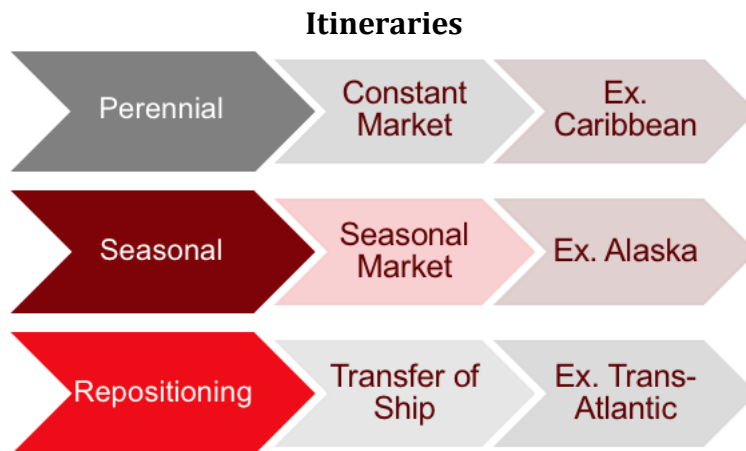 Itineraries
Perennial
Constant
Market
Ex.
Caribbean
Seasonal
Seasonal
Market
Ex. Alaska
Repositioning
Transfer of
Ship
Ex. Trans-
Atlantic